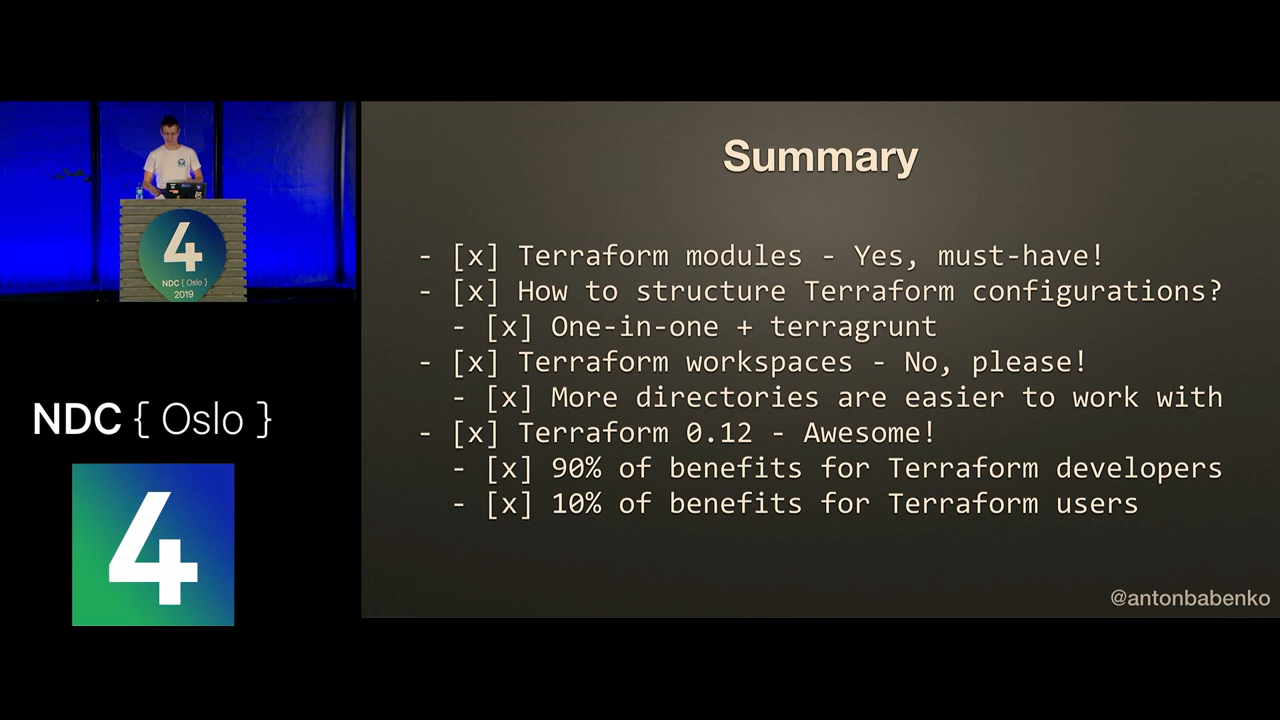 4
NDC { Oslo }
2019
NDC { Oslo }
4
Summary
- [x] Terraform modules - Yes, must-have!
- [x] How to structure Terraform configurations?
- [x] One-in-one + terragrunt
- [x] Terraform workspaces - No, please!
- [x] More directories are easier to work with
- [x] Terraform 0.12 - Awesome!
- [x] 90% of benefits for Terraform developers
- [x] 10% of benefits for Terraform users
@antonbabenko